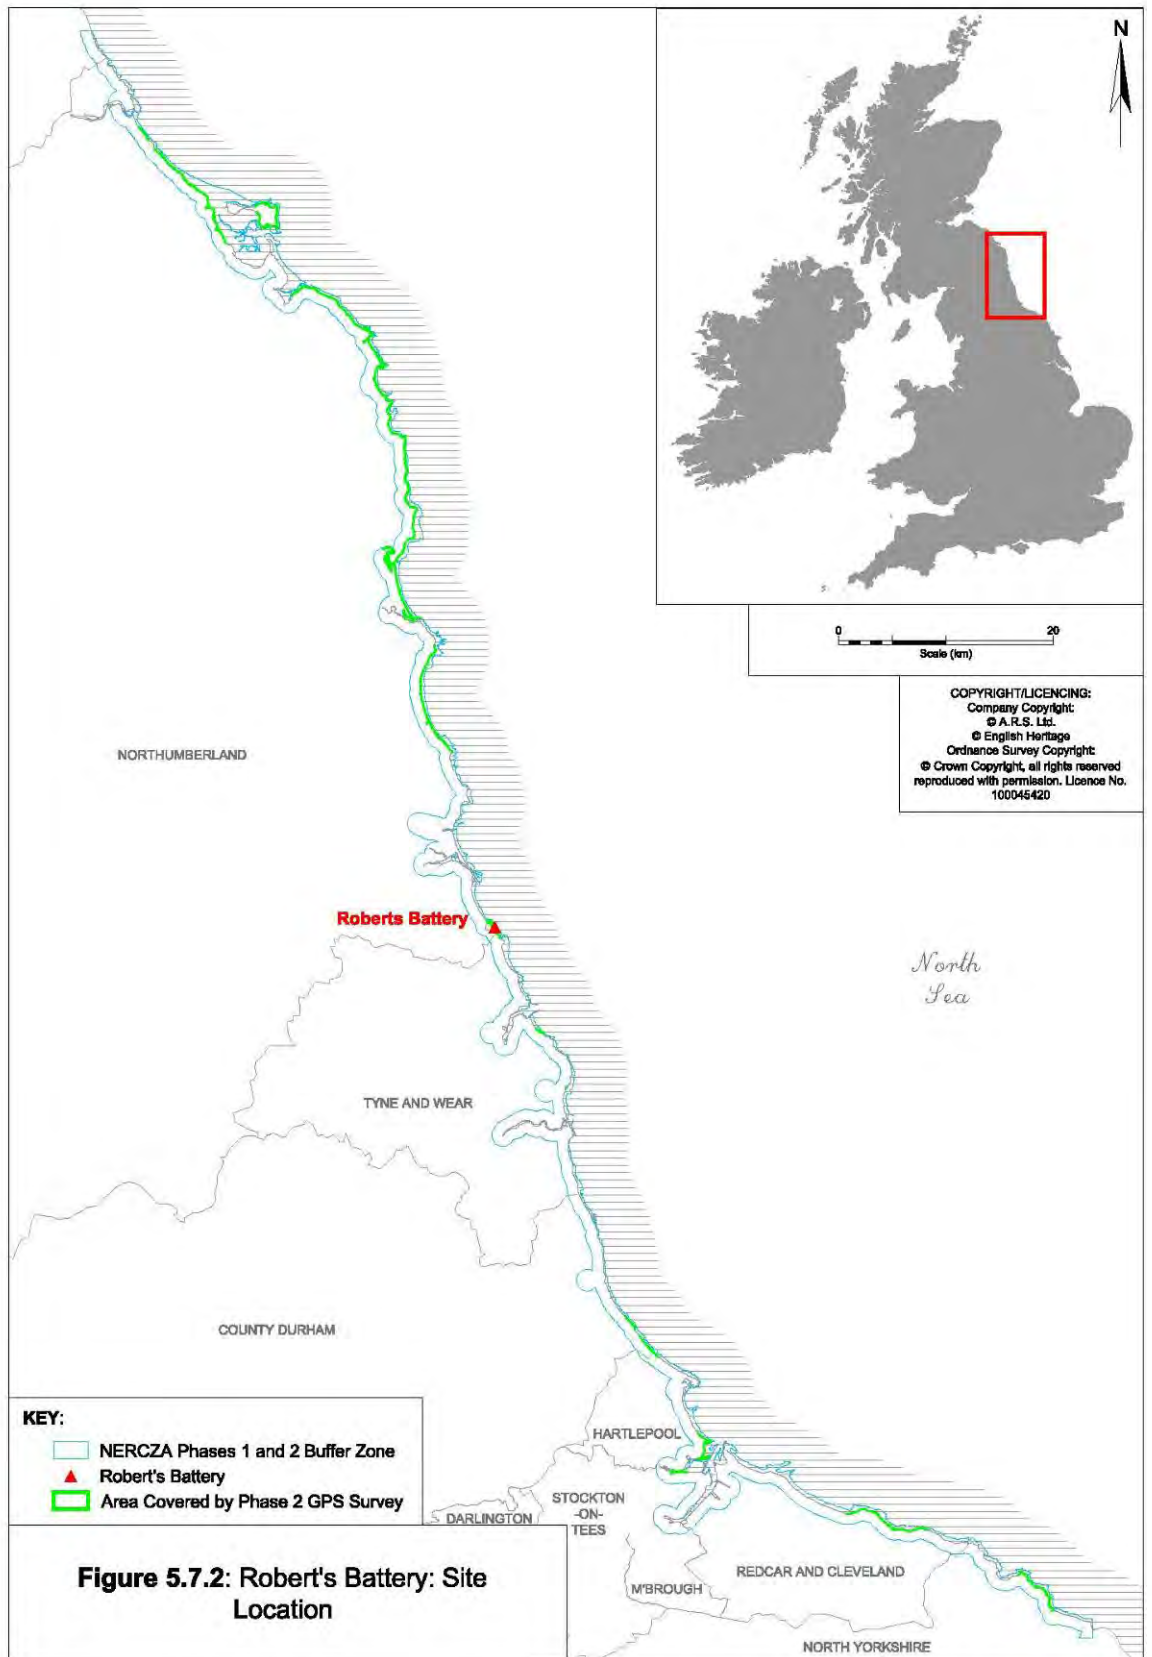 N
0 20
Scale (km)
COPYRIGHT/LICENCING:
Company Copyright:
© A.R.S. Ltd.
© English Heritage
Ordnance Survey Copyright:
© Crown Copyright, all rights reserved
reproduced with permission. Licence No.
100045420
NORTHUMBERLAND
Roberts Battery
North
Sea
TYNE AND WEAR
COUNTY DURHAM
HARTLEPOOL
STOCKTON
-ON-
TEES
DARLINGTON
M'BROUGH
REDCAR AND CLEVELAND
NORTH YORKSHIRE
KEY:
NERCZA Phases 1 and 2 Buffer Zone
Robert's Battery
Area Covered by Phase 2 GPS Survey
Figure 5.7.2: Robert's Battery: Site
Location